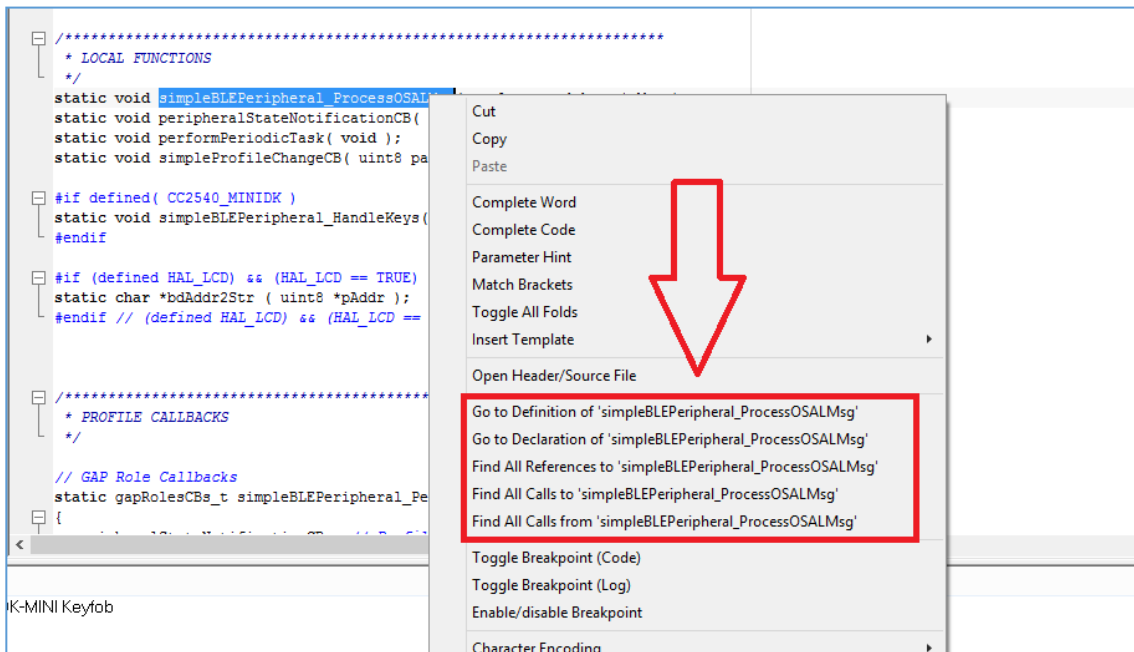 /*********************************************************************
* LOCAL FUNCTIONS
*/
static void simpleBLEPeripheral_ProcessOSALM
static void peripheralStateNotificationCB(
static void performPeriodicTask( void );
static void simpleProfileChangeCB( uint8 pa
#if defined( CC2540_MINIDK )
static void simpleBLEPeripheral_HandleKeys(
#endif
#if (defined HAL_LCD) && (HAL_LCD == TRUE)
static char *bdAddr2Str ( uint8 *pAddr );
#endif // (defined HAL_LCD) && (HAL_LCD ==
/*******************************************
* PROFILE CALLBACKS
*/
// GAP Role Callbacks
static gapRolesCBs_t simpleBLEPeripheral_Pe
{
K-MINI Keyfob
Cut
Copy
Paste
Complete Word
Complete Code
Parameter Hint
Match Brackets
Toggle All Folds
Insert Template
Open Header/Source File
Go to Definition of 'simpleBLEPeripheral_ProcessOSALMsg'
Go to Declaration of 'simpleBLEPeripheral_ProcessOSALMsg'
Find All References to 'simpleBLEPeripheral_ProcessOSALMsg'
Find All Calls to 'simpleBLEPeripheral_ProcessOSALMsg'
Find All Calls from 'simpleBLEPeripheral_ProcessOSALMsg'
Toggle Breakpoint (Code)
Toggle Breakpoint (Log)
Enable/disable Breakpoint
Character Encoding